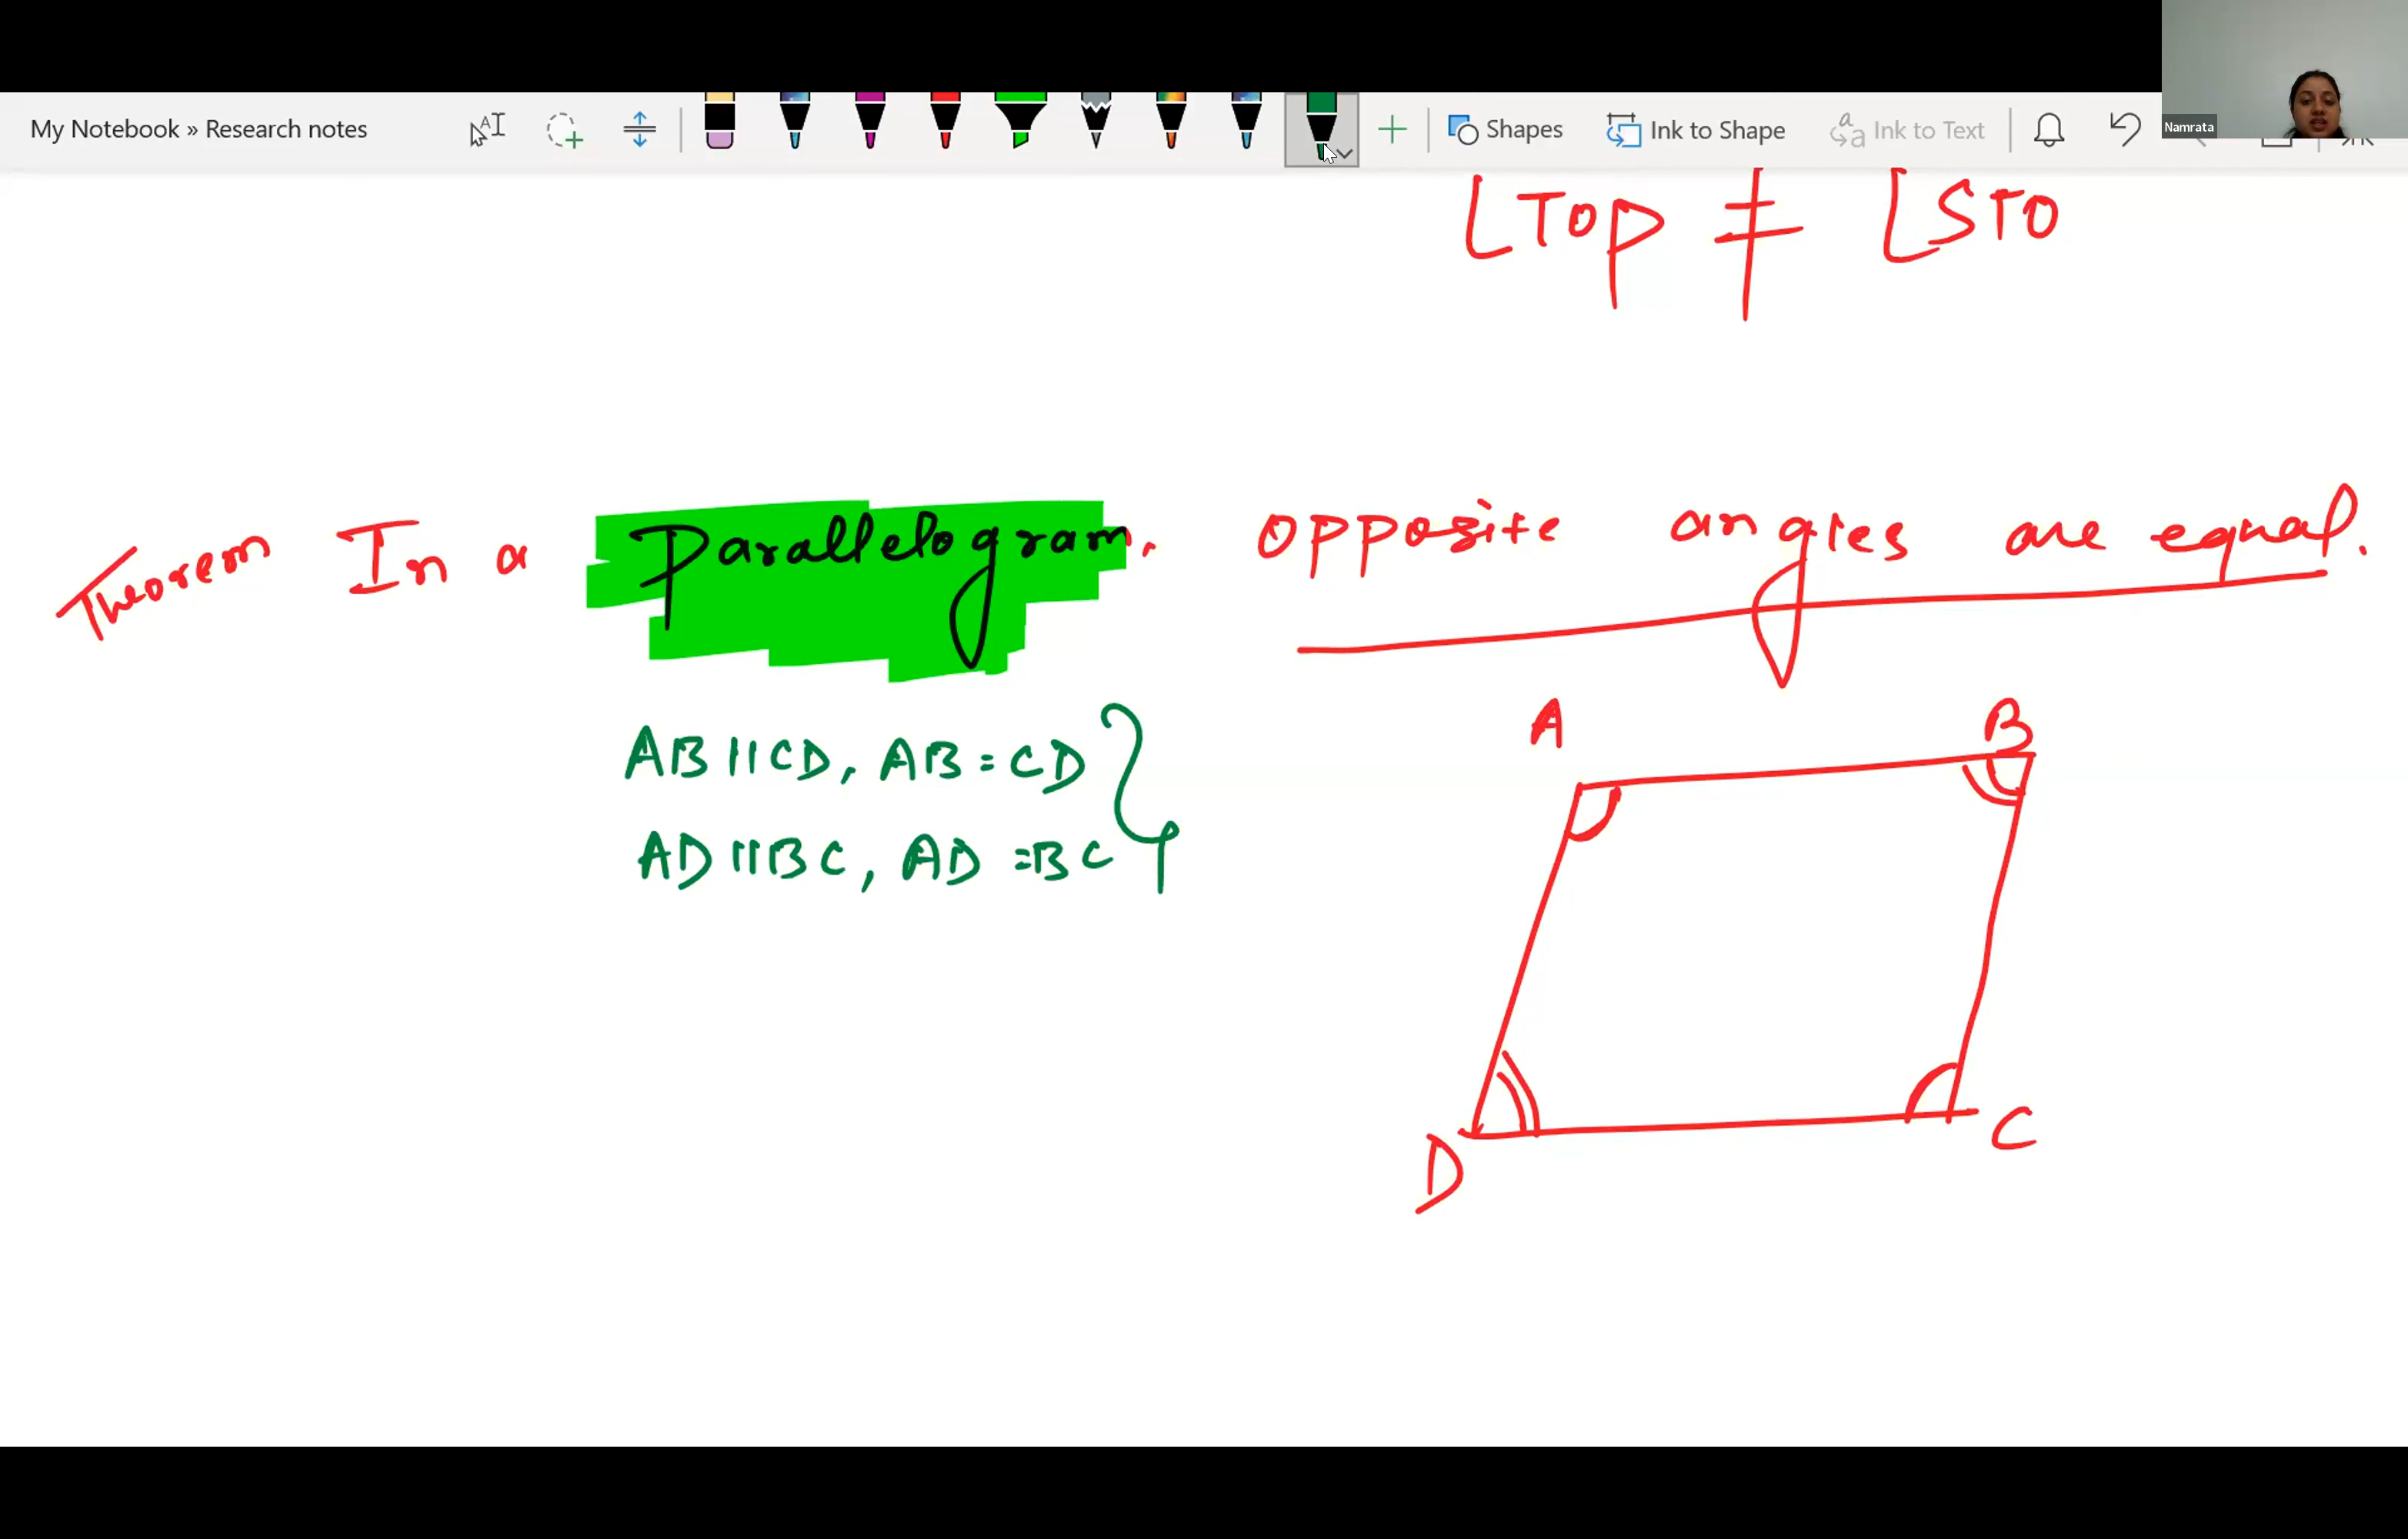 Namrata
My Notebook » Research notes
Shapes
Ink to Shape
Ink to Text
∟TOP ≠ ∟STO
Theorem In a Parallelogram, opposite angles are equal.
AB || CD, AB = CD
AD || BC, AD = BC
A
B
D
C